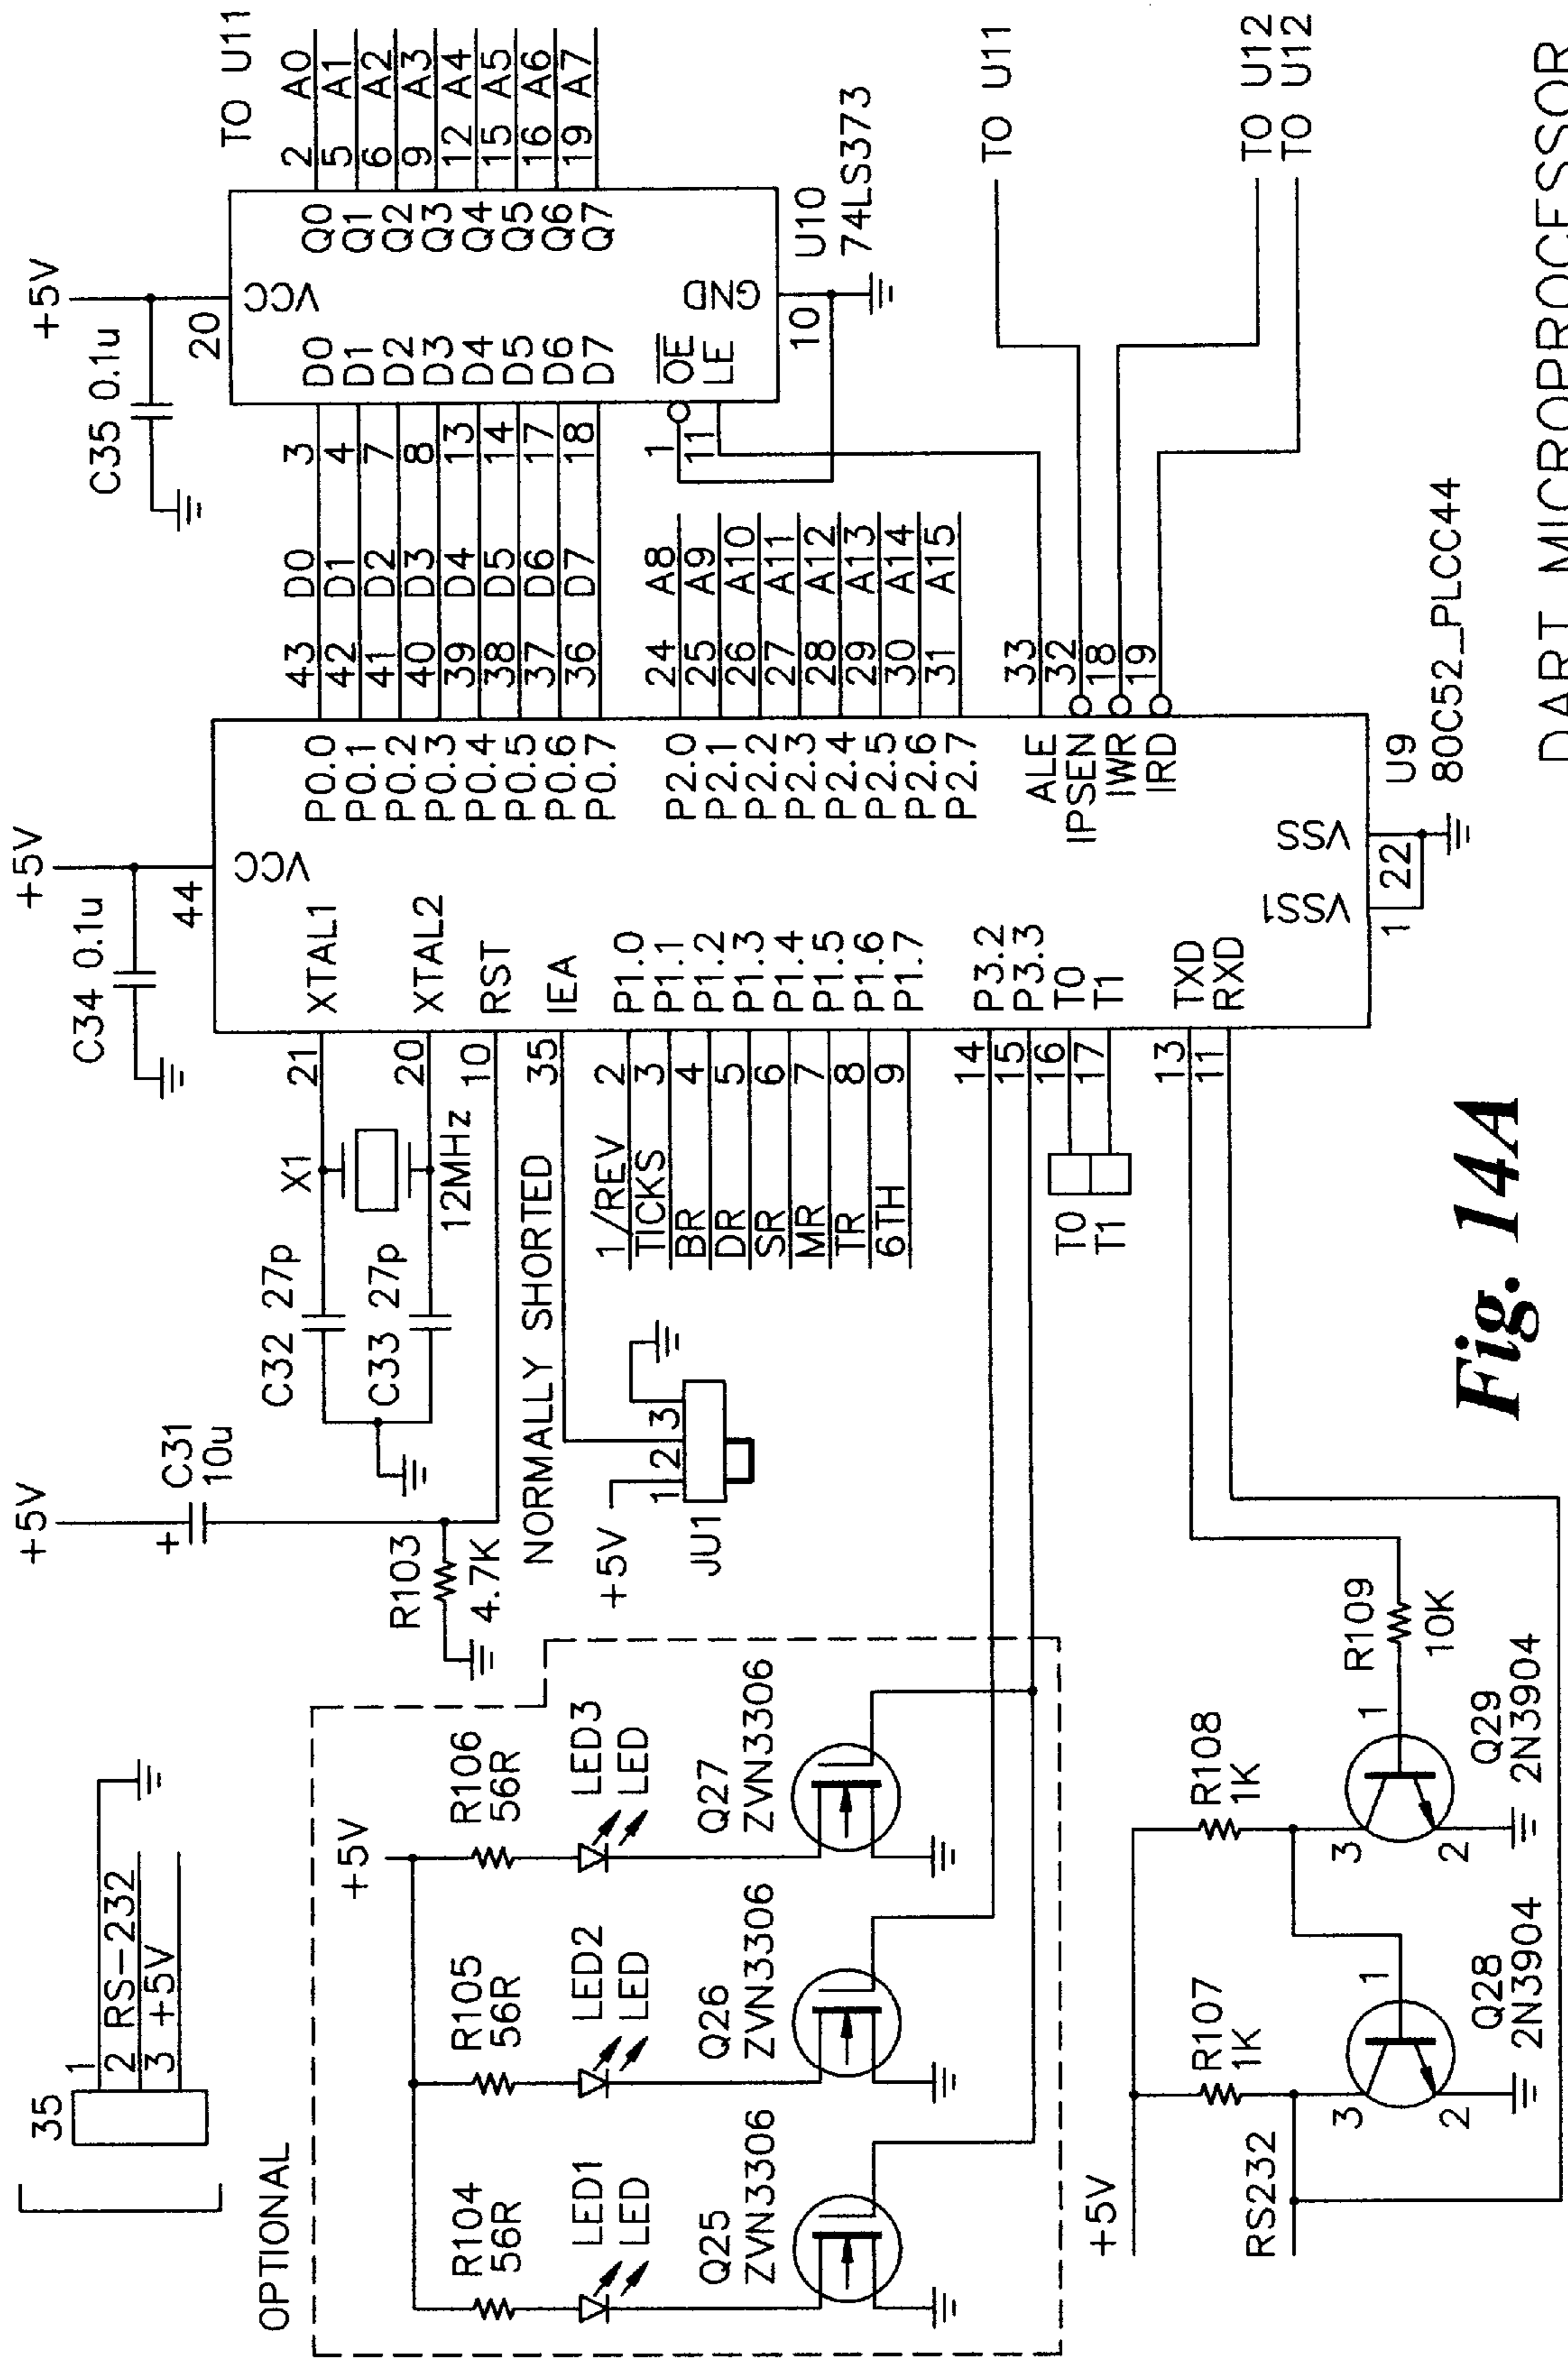 35
1
2 RS-232
3 +5V
OPTIONAL
+5V
R104
56R
R105
56R
R106
56R
LED1
LED
LED2
LED
LED3
LED
Q25
ZVN3306
Q26
ZVN3306
Q27
ZVN3306
+5V
RS232
R107
1K
R108
1K
R109
10K
3
1
2
Q28
2N3904
3
1
2
Q29
2N3904
+5V
+
C31
10u
R103
4.7K
C32 27p
C33 27p
X1
12MHz
NORMALLY SHORTED
+5V
1
2
3
JU1
1/REV
TICKS
BR
DR
SR
MR
TR
6TH
T0
T1
+5V
C34 0.1u
44
VCC
21 XTAL1
20 XTAL2
10 RST
35 IEA
2 P1.0
3 P1.1
4 P1.2
5 P1.3
6 P1.4
7 P1.5
8 P1.6
9 P1.7
14 P3.2
15 P3.3
16 T0
17 T1
13 TXD
11 RXD
P0.0 43 D0
P0.1 42 D1
P0.2 41 D2
P0.3 40 D3
P0.4 39 D4
P0.5 38 D5
P0.6 37 D6
P0.7 36 D7
P2.0 24 A8
P2.1 25 A9
P2.2 26 A10
P2.3 27 A11
P2.4 28 A12
P2.5 29 A13
P2.6 30 A14
P2.7 31 A15
ALE 33
IPSEN 32
IWR 18
IRD 19
VSS1
VSS
1
22
U9
80C52_PLCC44
+5V
C35 0.1u
20
VCC
3 D0
4 D1
7 D2
8 D3
13 D4
14 D5
17 D6
18 D7
1 OE
11 LE
Q0 2 A0
Q1 5 A1
Q2 6 A2
Q3 9 A3
Q4 12 A4
Q5 15 A5
Q6 16 A6
Q7 19 A7
GND
10
U10
74LS373
TO U11
TO U11
TO U12
TO U12
Fig. 14A
DART MICROPROCESSOR